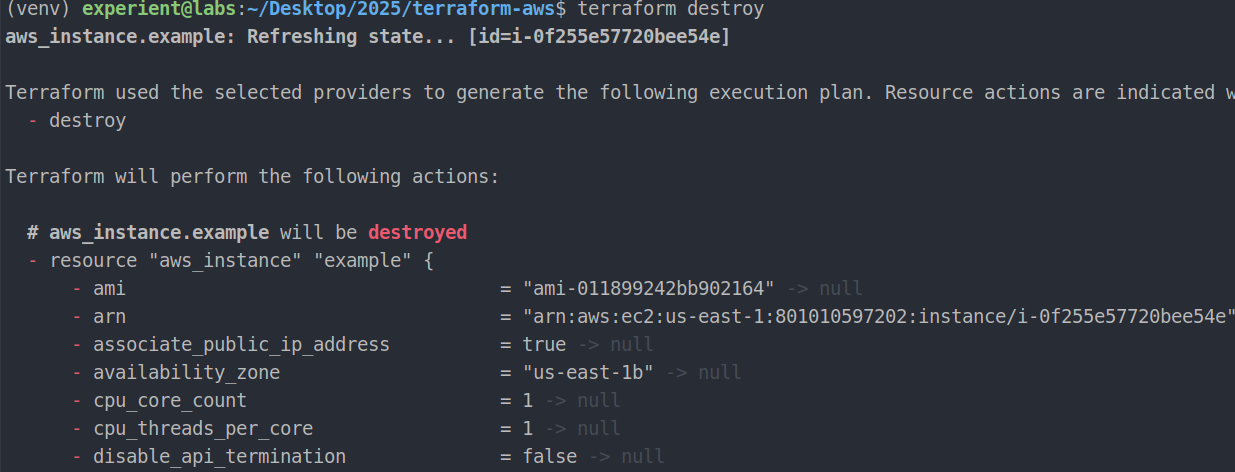 (venv) experient@labs:~/Desktop/2025/terraform-aws$ terraform destroy
aws_instance.example: Refreshing state... [id=i-0f255e57720bee54e]
Terraform used the selected providers to generate the following execution plan. Resource actions are indicated w
- destroy
Terraform will perform the following actions:
# aws_instance.example will be destroyed
- resource "aws_instance" "example" {
- ami = "ami-011899242bb902164" -> null
- arn = "arn:aws:ec2:us-east-1:801010597202:instance/i-0f255e57720bee54e"
- associate_public_ip_address = true -> null
- availability_zone = "us-east-1b" -> null
- cpu_core_count = 1 -> null
- cpu_threads_per_core = 1 -> null
- disable_api_termination = false -> null